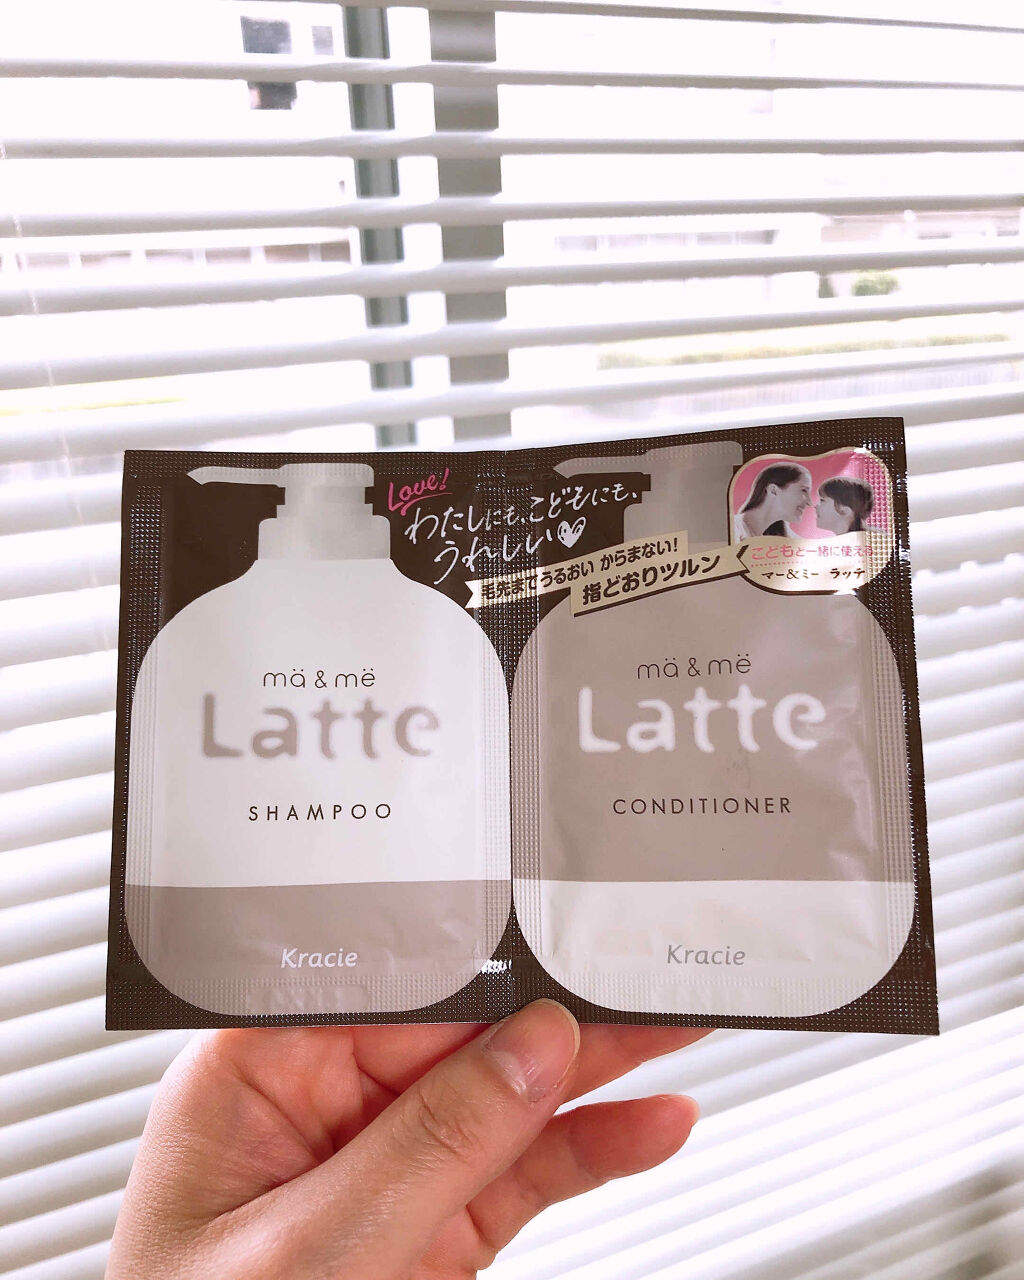 Love!
わたしにも、こどもにも、
うれしい♡
毛先までうるおい からまない!
指どおりツルン
こどもと一緒に使える
マー&ミー ラッテ
mä & më
Latte
SHAMPOO
Kracie
mä & më
Latte
CONDITIONER
Kracie